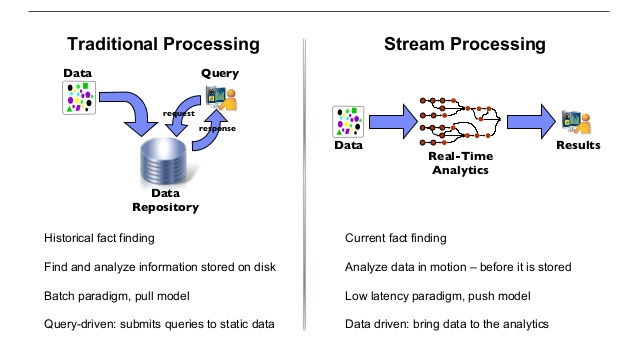 Traditional Processing
Data
Query
request
response
Data
Repository
Historical fact finding
Find and analyze information stored on disk
Batch paradigm, pull model
Query-driven: submits queries to static data
Stream Processing
Data
Real-Time
Analytics
Results
Current fact finding
Analyze data in motion – before it is stored
Low latency paradigm, push model
Data driven: bring data to the analytics